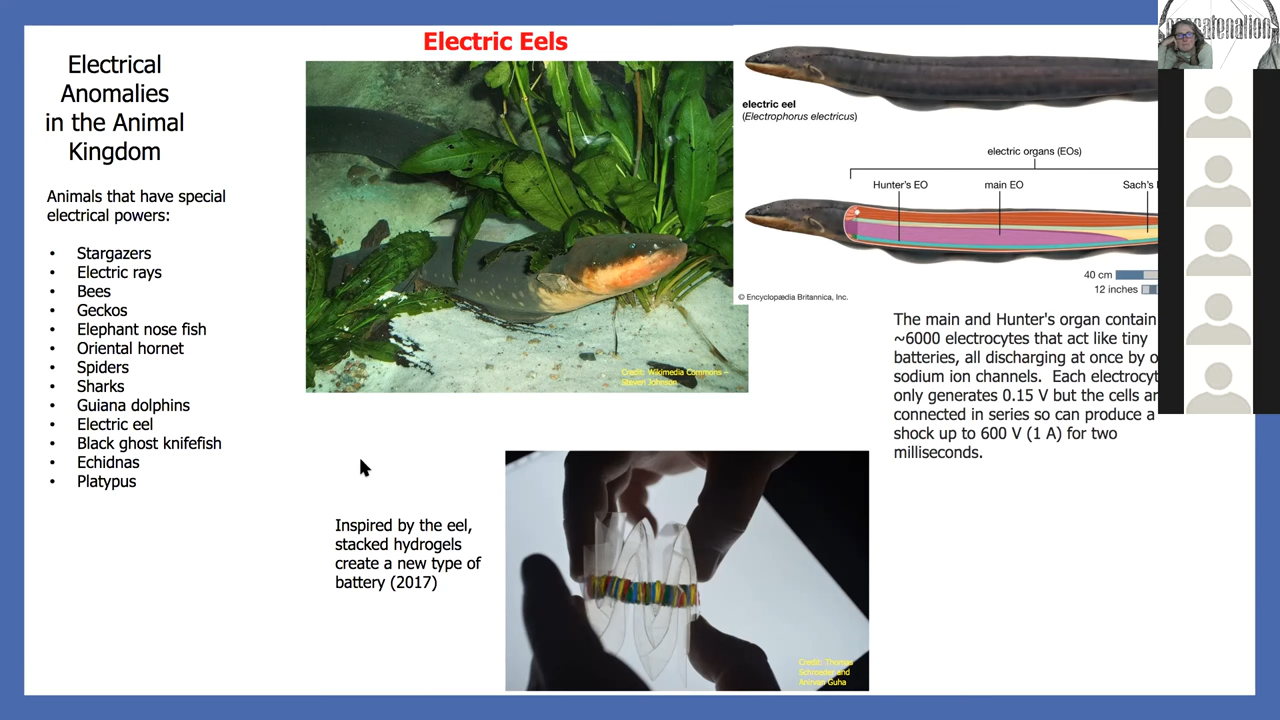 Electric Eels
Electrical
Anomalies
in the Animal
Kingdom
Animals that have special
electrical powers:
• Stargazers
• Electric rays
• Bees
• Geckos
• Elephant nose fish
• Oriental hornet
• Spiders
• Sharks
• Guiana dolphins
• Electric eel
• Black ghost knifefish
• Echidnas
• Platypus
Credit: Wikimedia Commons –
Steven Johnson
electric eel
(Electrophorus electricus)
electric organs (EOs)
Hunter's EO main EO Sach's
40 cm
12 inches
© Encyclopædia Britannica, Inc.
The main and Hunter's organ contain
~6000 electrocytes that act like tiny
batteries, all discharging at once by o
sodium ion channels. Each electrocyt
only generates 0.15 V but the cells ar
connected in series so can produce a
shock up to 600 V (1 A) for two
milliseconds.
Inspired by the eel,
stacked hydrogels
create a new type of
battery (2017)
Credit: Thomas
Schroeder and
Anirvan Guha